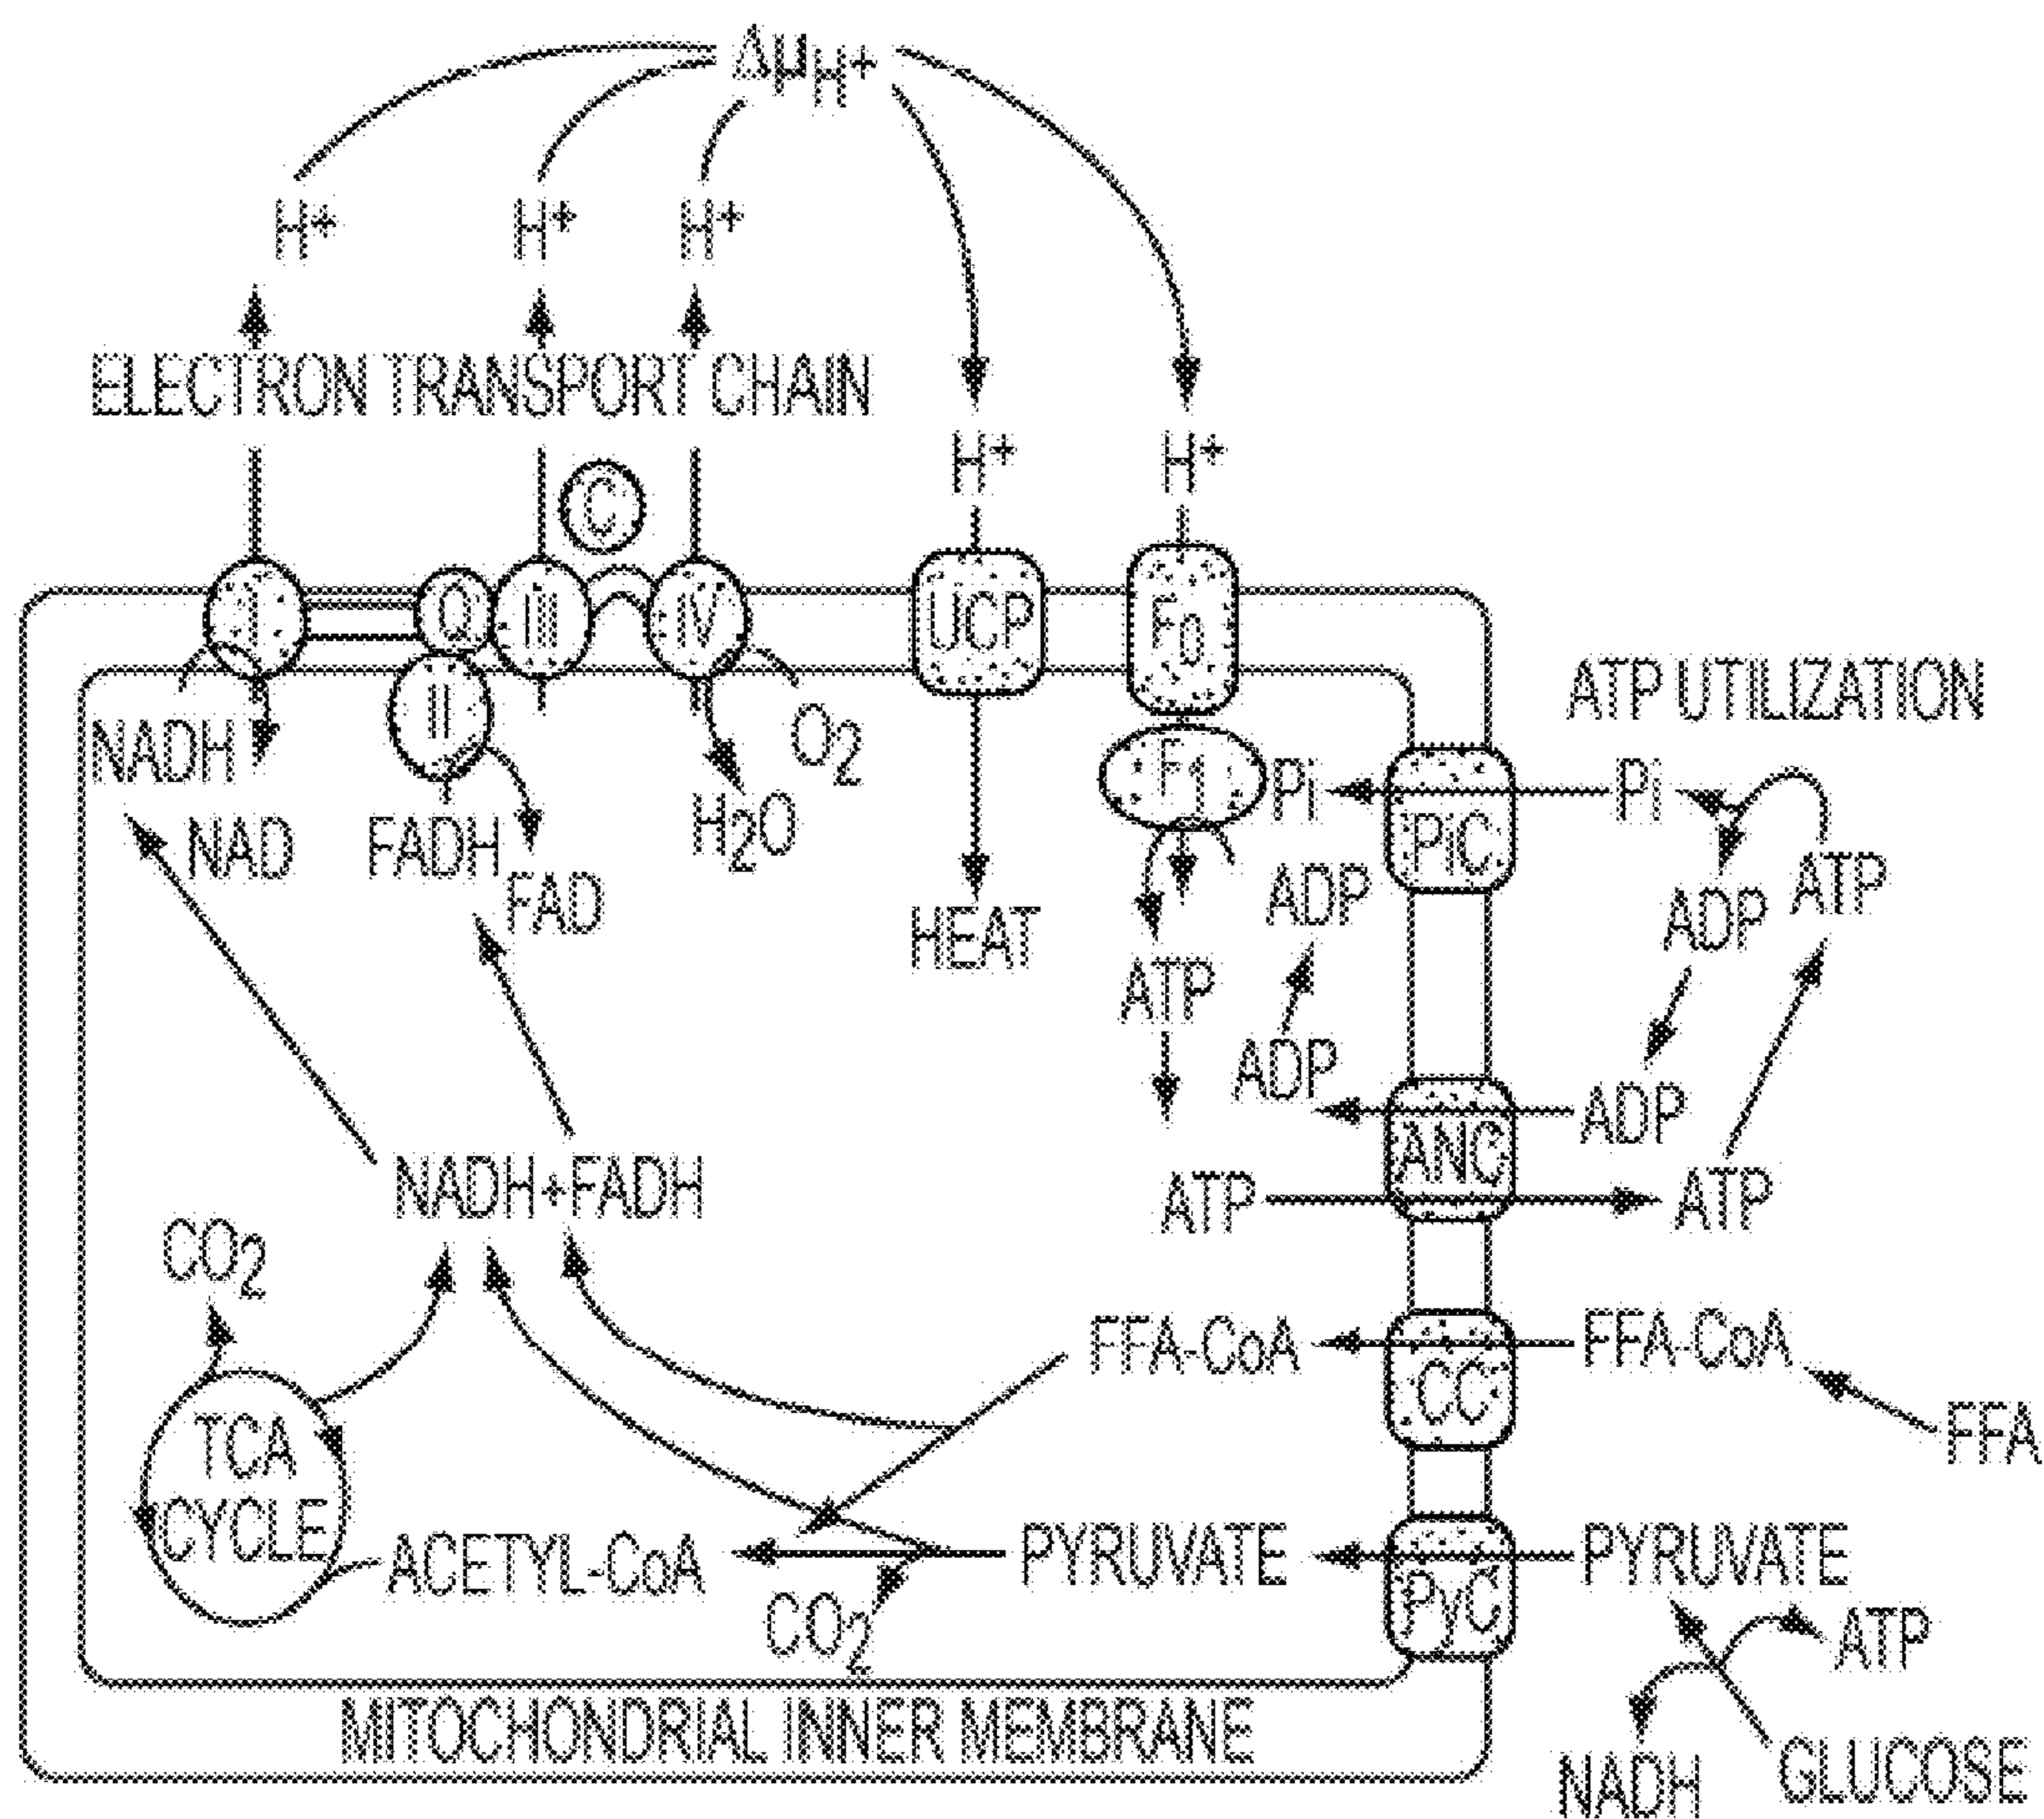 ΔμH+
H+ H+ H+
ELECTRON TRANSPORT CHAIN
H+ H+
C
I Q III IV UCP F0
II
ATP UTILIZATION
NADH O2 F1 Pi Pi
NAD FADH H2O PiC
FAD HEAT ADP ADP ATP
ATP
ADP ADP
ANC
NADH+FADH ATP ATP
CO2
FFA-CoA FFA-CoA
CC
FFA
TCA
CYCLE
ACETYL-CoA PYRUVATE PYRUVATE
PyC
CO2 ATP
MITOCHONDRIAL INNER MEMBRANE
NADH GLUCOSE